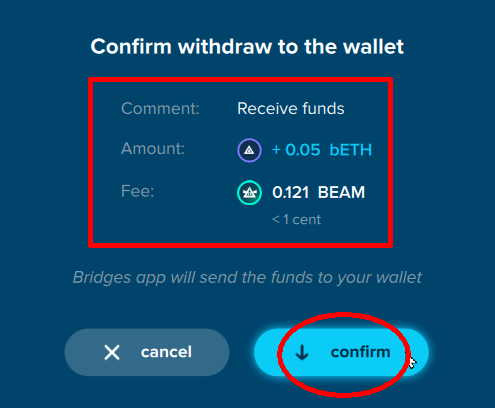 Confirm withdraw to the wallet
Comment: Receive funds
Amount: + 0.05 bETH
Fee: 0.121 BEAM
< 1 cent
Bridges app will send the funds to your wallet
cancel confirm